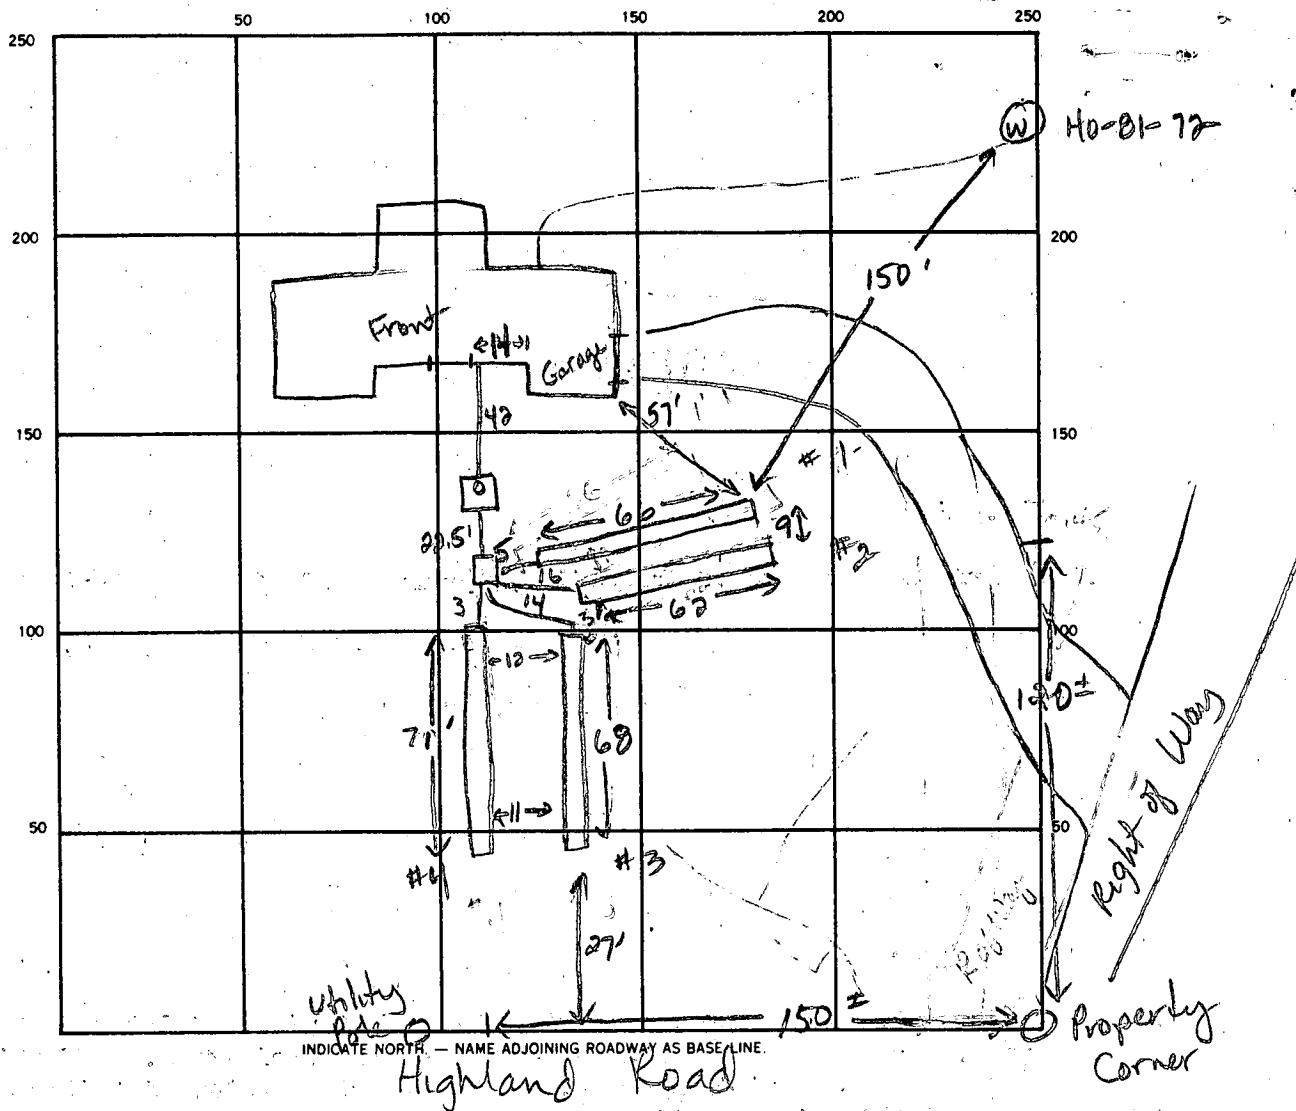 50 100 150 200 250
250
W HO-81-72
200 200
150'
Front
14
Garage
57'
42
150 150
# 1
60
22.5'
5'
9
#2
16
14
62
3
3'
100 100
12
120±
71'
68
Right of Way
11
50 50
# 3
27'
Utility
Pole
150
Property
Corner
INDICATE NORTH. — NAME ADJOINING ROADWAY AS BASE LINE.
Highland Road